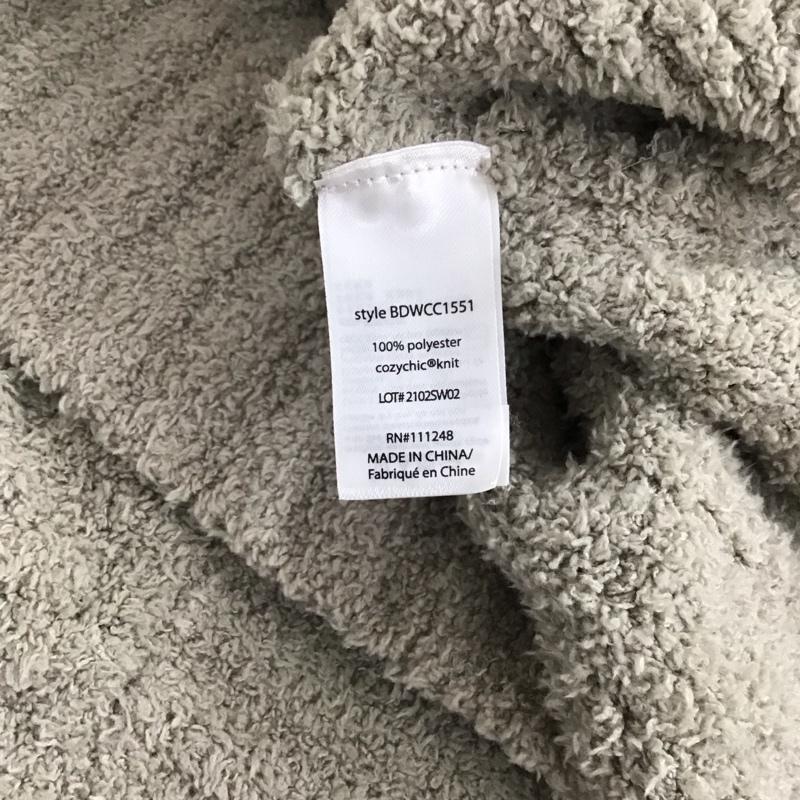 style BDWCC1551
100% polyester
cozychic®knit
LOT# 2102SW02
RN#111248
MADE IN CHINA/
Fabriqué en Chine